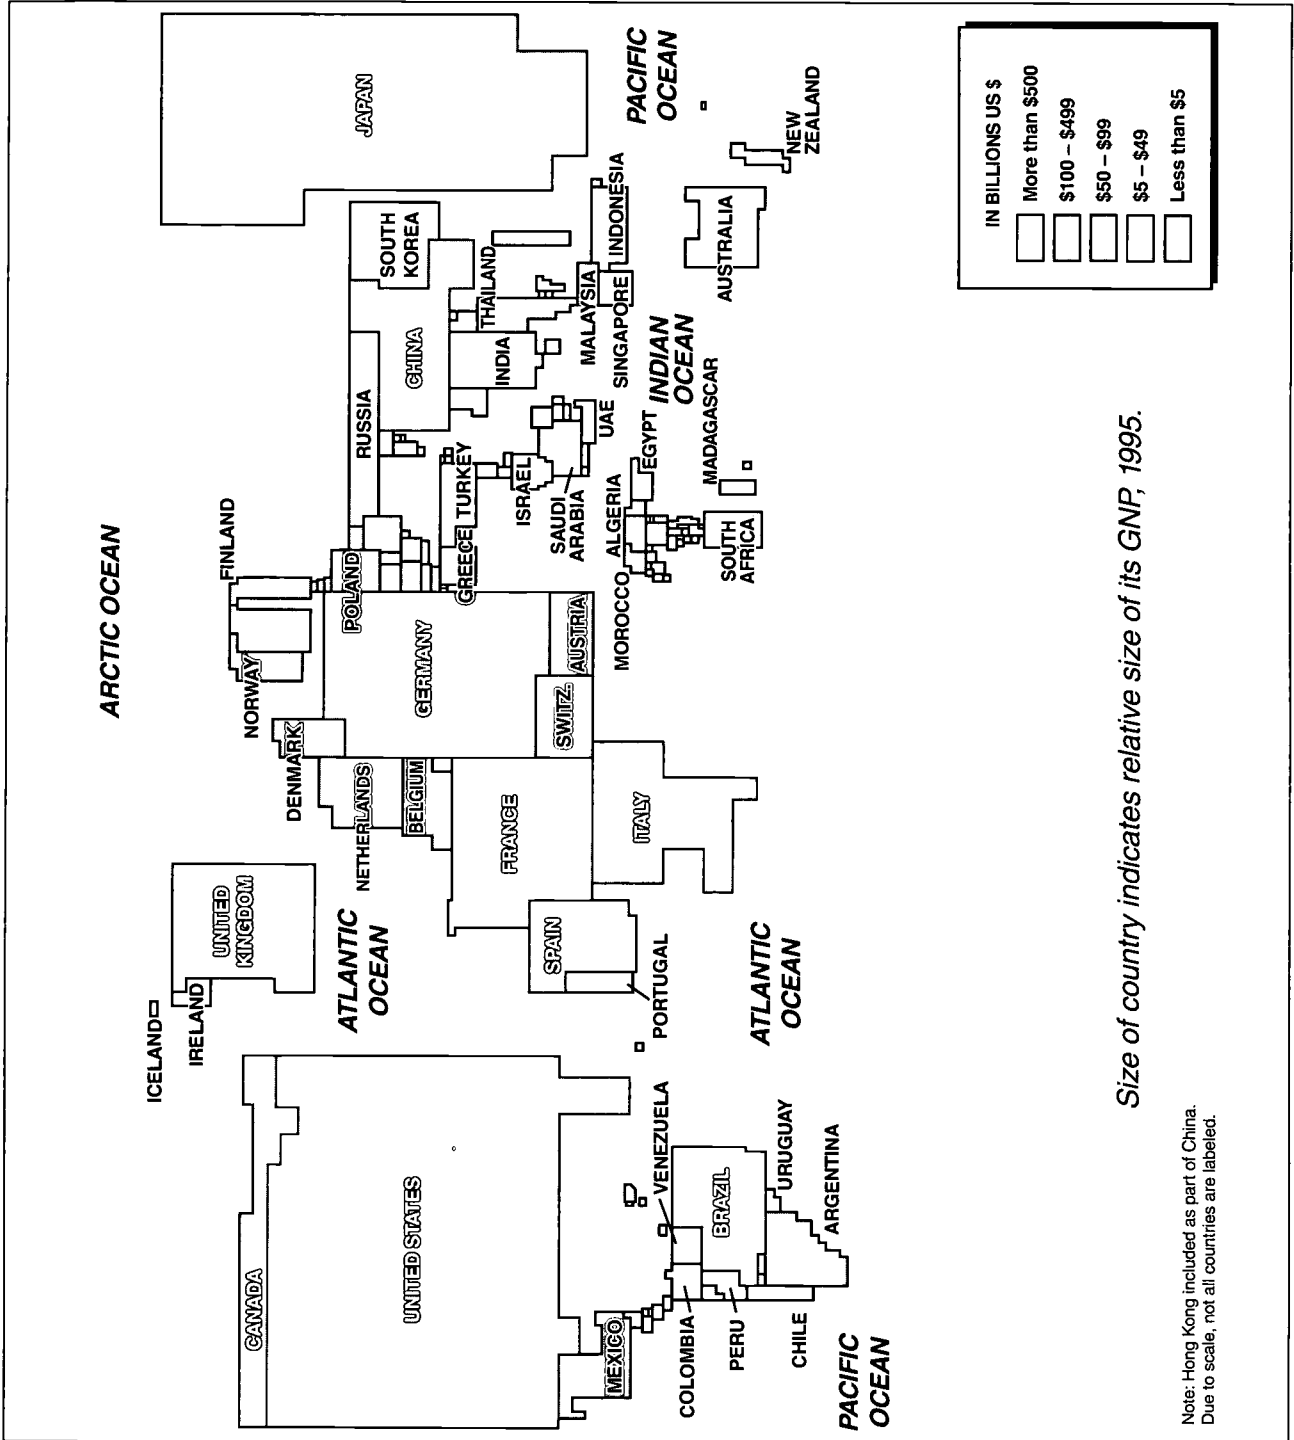 ARCTIC OCEAN
ICELAND
IRELAND
UNITED
KINGDOM
NORWAY
FINLAND
DENMARK
NETHERLANDS
BELGIUM
GERMANY
POLAND
RUSSIA
JAPAN
CANADA
UNITED STATES
MEXICO
ATLANTIC
OCEAN
FRANCE
SPAIN
PORTUGAL
SWITZ.
AUSTRIA
ITALY
GREECE
TURKEY
ISRAEL
SAUDI
ARABIA
UAE
CHINA
SOUTH
KOREA
INDIA
THAILAND
MALAYSIA
SINGAPORE
INDONESIA
PACIFIC
OCEAN
INDIAN
OCEAN
MOROCCO
ALGERIA
EGYPT
MADAGASCAR
SOUTH
AFRICA
AUSTRALIA
NEW
ZEALAND
VENEZUELA
COLOMBIA
PERU
BRAZIL
URUGUAY
ARGENTINA
CHILE
PACIFIC
OCEAN
ATLANTIC
OCEAN
IN BILLIONS US $
More than $500
$100 – $499
$50 – $99
$5 – $49
Less than $5
Size of country indicates relative size of its GNP, 1995.
Note: Hong Kong included as part of China.
Due to scale, not all countries are labeled.